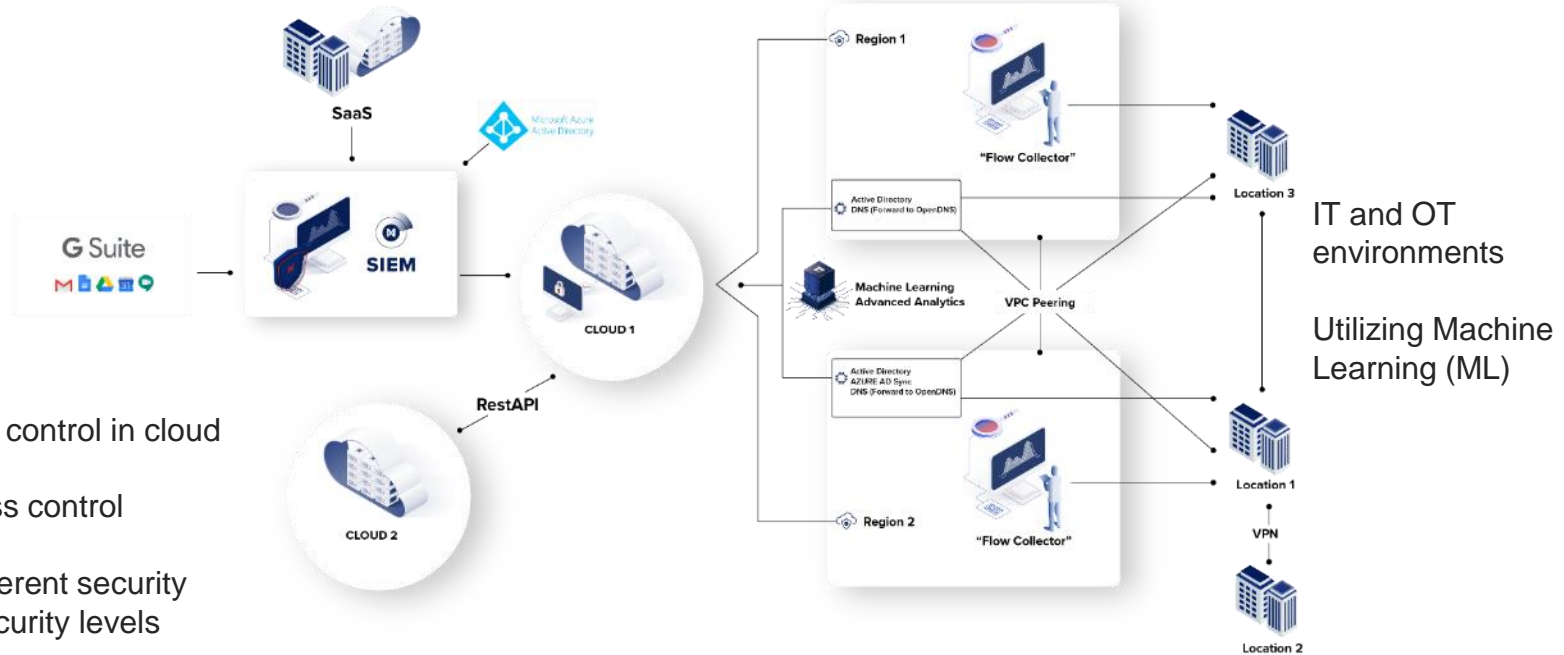 SaaS
Microsoft Azure
Active Directory
G Suite
SIEM
CLOUD 1
RestAPI
CLOUD 2
control in cloud
ss control
erent security
curity levels
Region 1
"Flow Collector"
Active Directory
DNS (Forward to OpenDNS)
Machine Learning
Advanced Analytics
VPC Peering
Active Directory
AZURE AD Sync
DNS (Forward to OpenDNS)
Region 2
"Flow Collector"
Location 3
Location 1
VPN
Location 2
IT and OT
environments
Utilizing Machine
Learning (ML)